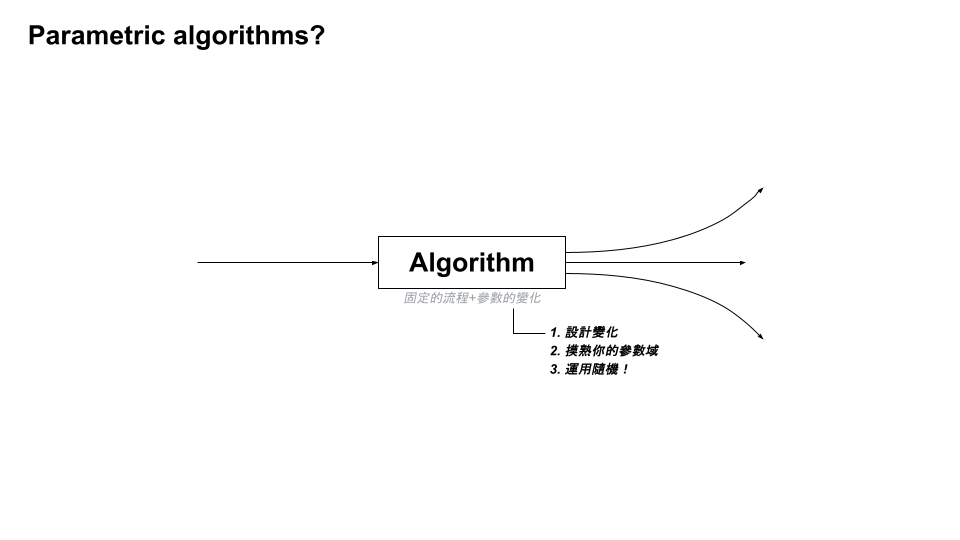 Parametric algorithms?
Algorithm
固定的流程+參數的變化
1. 設計變化
2. 摸熟你的參數域
3. 運用隨機！